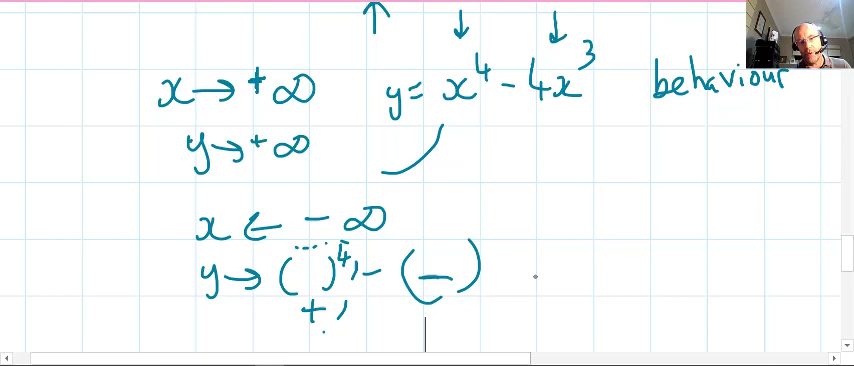 x → +∞ y = x⁴ - 4x³ behaviour
y → +∞
x ← - ∞
y → ( )⁴ - (—)
+